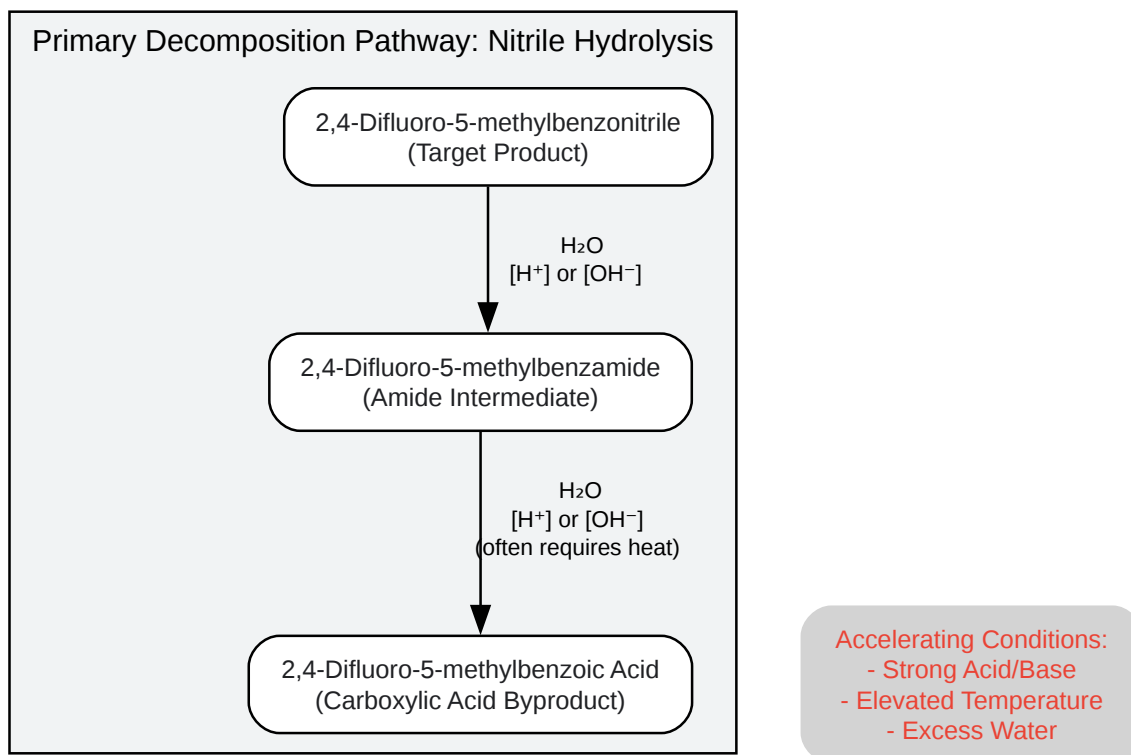 Primary Decomposition Pathway: Nitrile Hydrolysis
2,4-Difluoro-5-methylbenzonitrile
(Target Product)
H₂O
[H⁺] or [OH⁻]
2,4-Difluoro-5-methylbenzamide
(Amide Intermediate)
H₂O
[H⁺] or [OH⁻]
(often requires heat)
2,4-Difluoro-5-methylbenzoic Acid
(Carboxylic Acid Byproduct)
Accelerating Conditions:
- Strong Acid/Base
- Elevated Temperature
- Excess Water